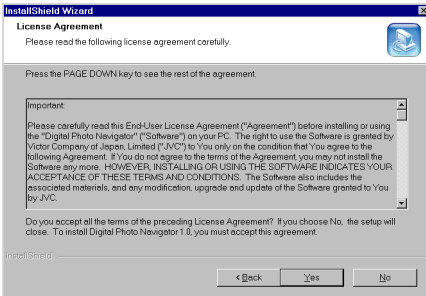 InstallShield Wizard
License Agreement
Please read the following license agreement carefully.
Press the PAGE DOWN key to see the rest of the agreement.
Important:
Please carefully read this End-User License Agreement ("Agreement") before installing or using
the "Digital Photo Navigator" ("Software") on your PC. The right to use the Software is granted by
Victor Company of Japan, Limited ("JVC") to You only on the condition that You agree to the
following Agreement. If You do not agree to the terms of the Agreement, you may not install the
Software any more. HOWEVER, INSTALLING OR USING THE SOFTWARE INDICATES YOUR
ACCEPTANCE OF THESE TERMS AND CONDITIONS. The Software also includes the
associated materials, and any modification, upgrade and update of the Software granted to You
by JVC.
Do you accept all the terms of the preceding License Agreement? If you choose No, the setup will
close. To install Digital Photo Navigator 1.0, you must accept this agreement.
InstallShield
< Back
Yes
No